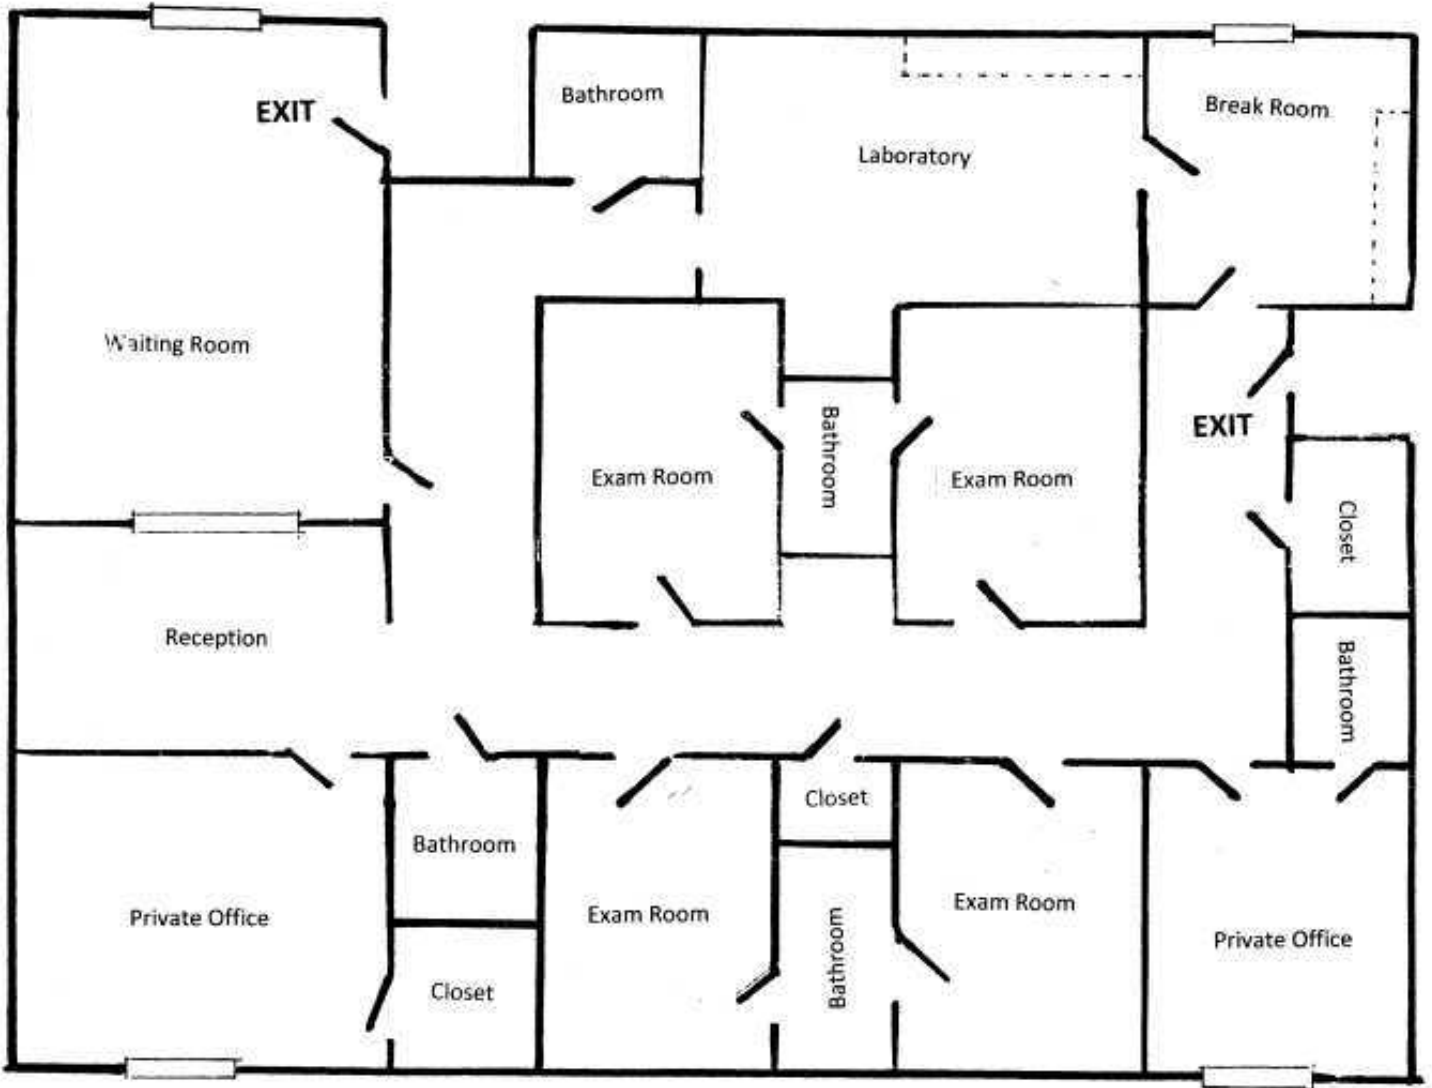 Bathroom
EXIT
Break Room
Laboratory
Waiting Room
EXIT
Bathroom
Exam Room
Exam Room
Closet
Reception
Bathroom
Closet
Bathroom
Exam Room
Exam Room
Private Office
Private Office
Bathroom
Closet